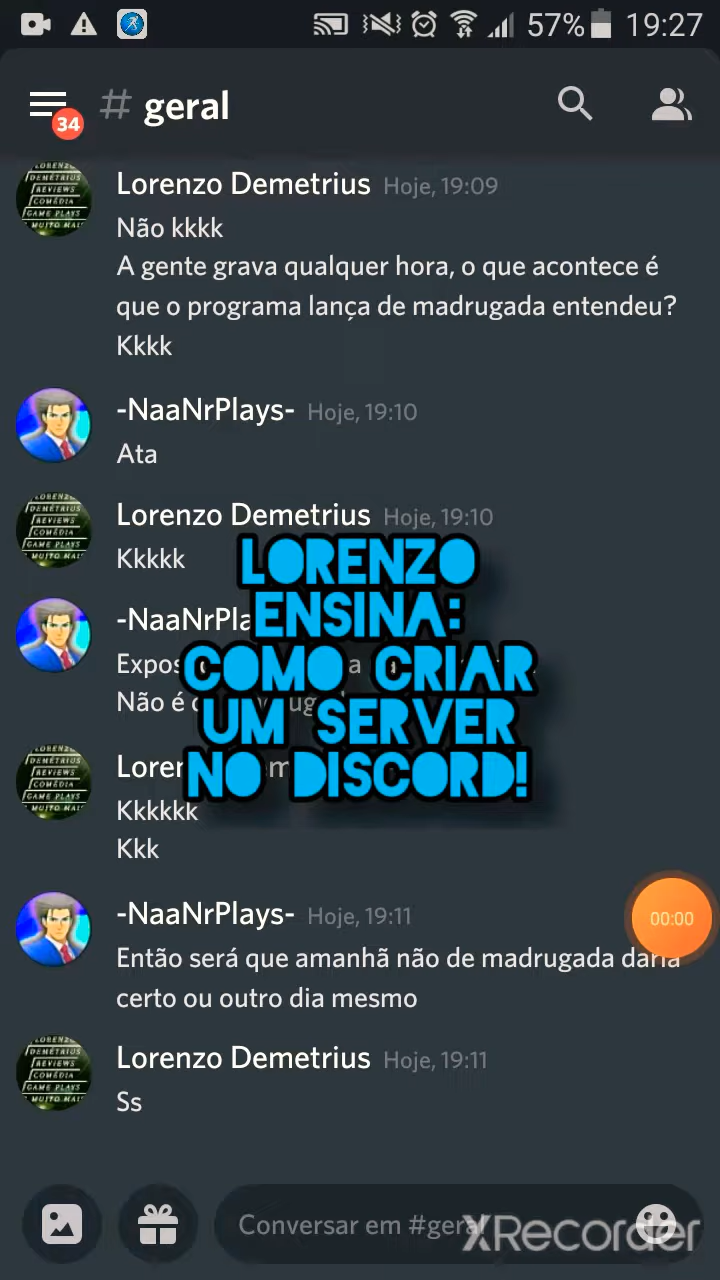 57% 19:27
# geral
34
Lorenzo Demetrius Hoje, 19:09
Não kkkk
A gente grava qualquer hora, o que acontece é
que o programa lança de madrugada entendeu?
Kkkk
-NaaNrPlays- Hoje, 19:10
Ata
Lorenzo Demetrius Hoje, 19:10
Kkkkk
LORENZO
ENSINA:
COMO CRIAR
UM SERVER
NO DISCORD!
Não é
Kkkkkk
Kkk
-NaaNrPlays- Hoje, 19:11
00:00
Então será que amanhã não de madrugada daria
certo ou outro dia mesmo
Lorenzo Demetrius Hoje, 19:11
Ss
Conversar em #geral
XRecorder